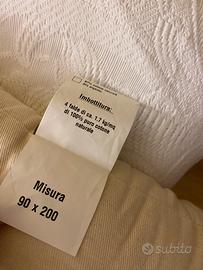 Imbottitura:
4 falde di ca. 1.7 kg/mq
di 100% puro cotone
naturale
Misura
90 x 200
subito